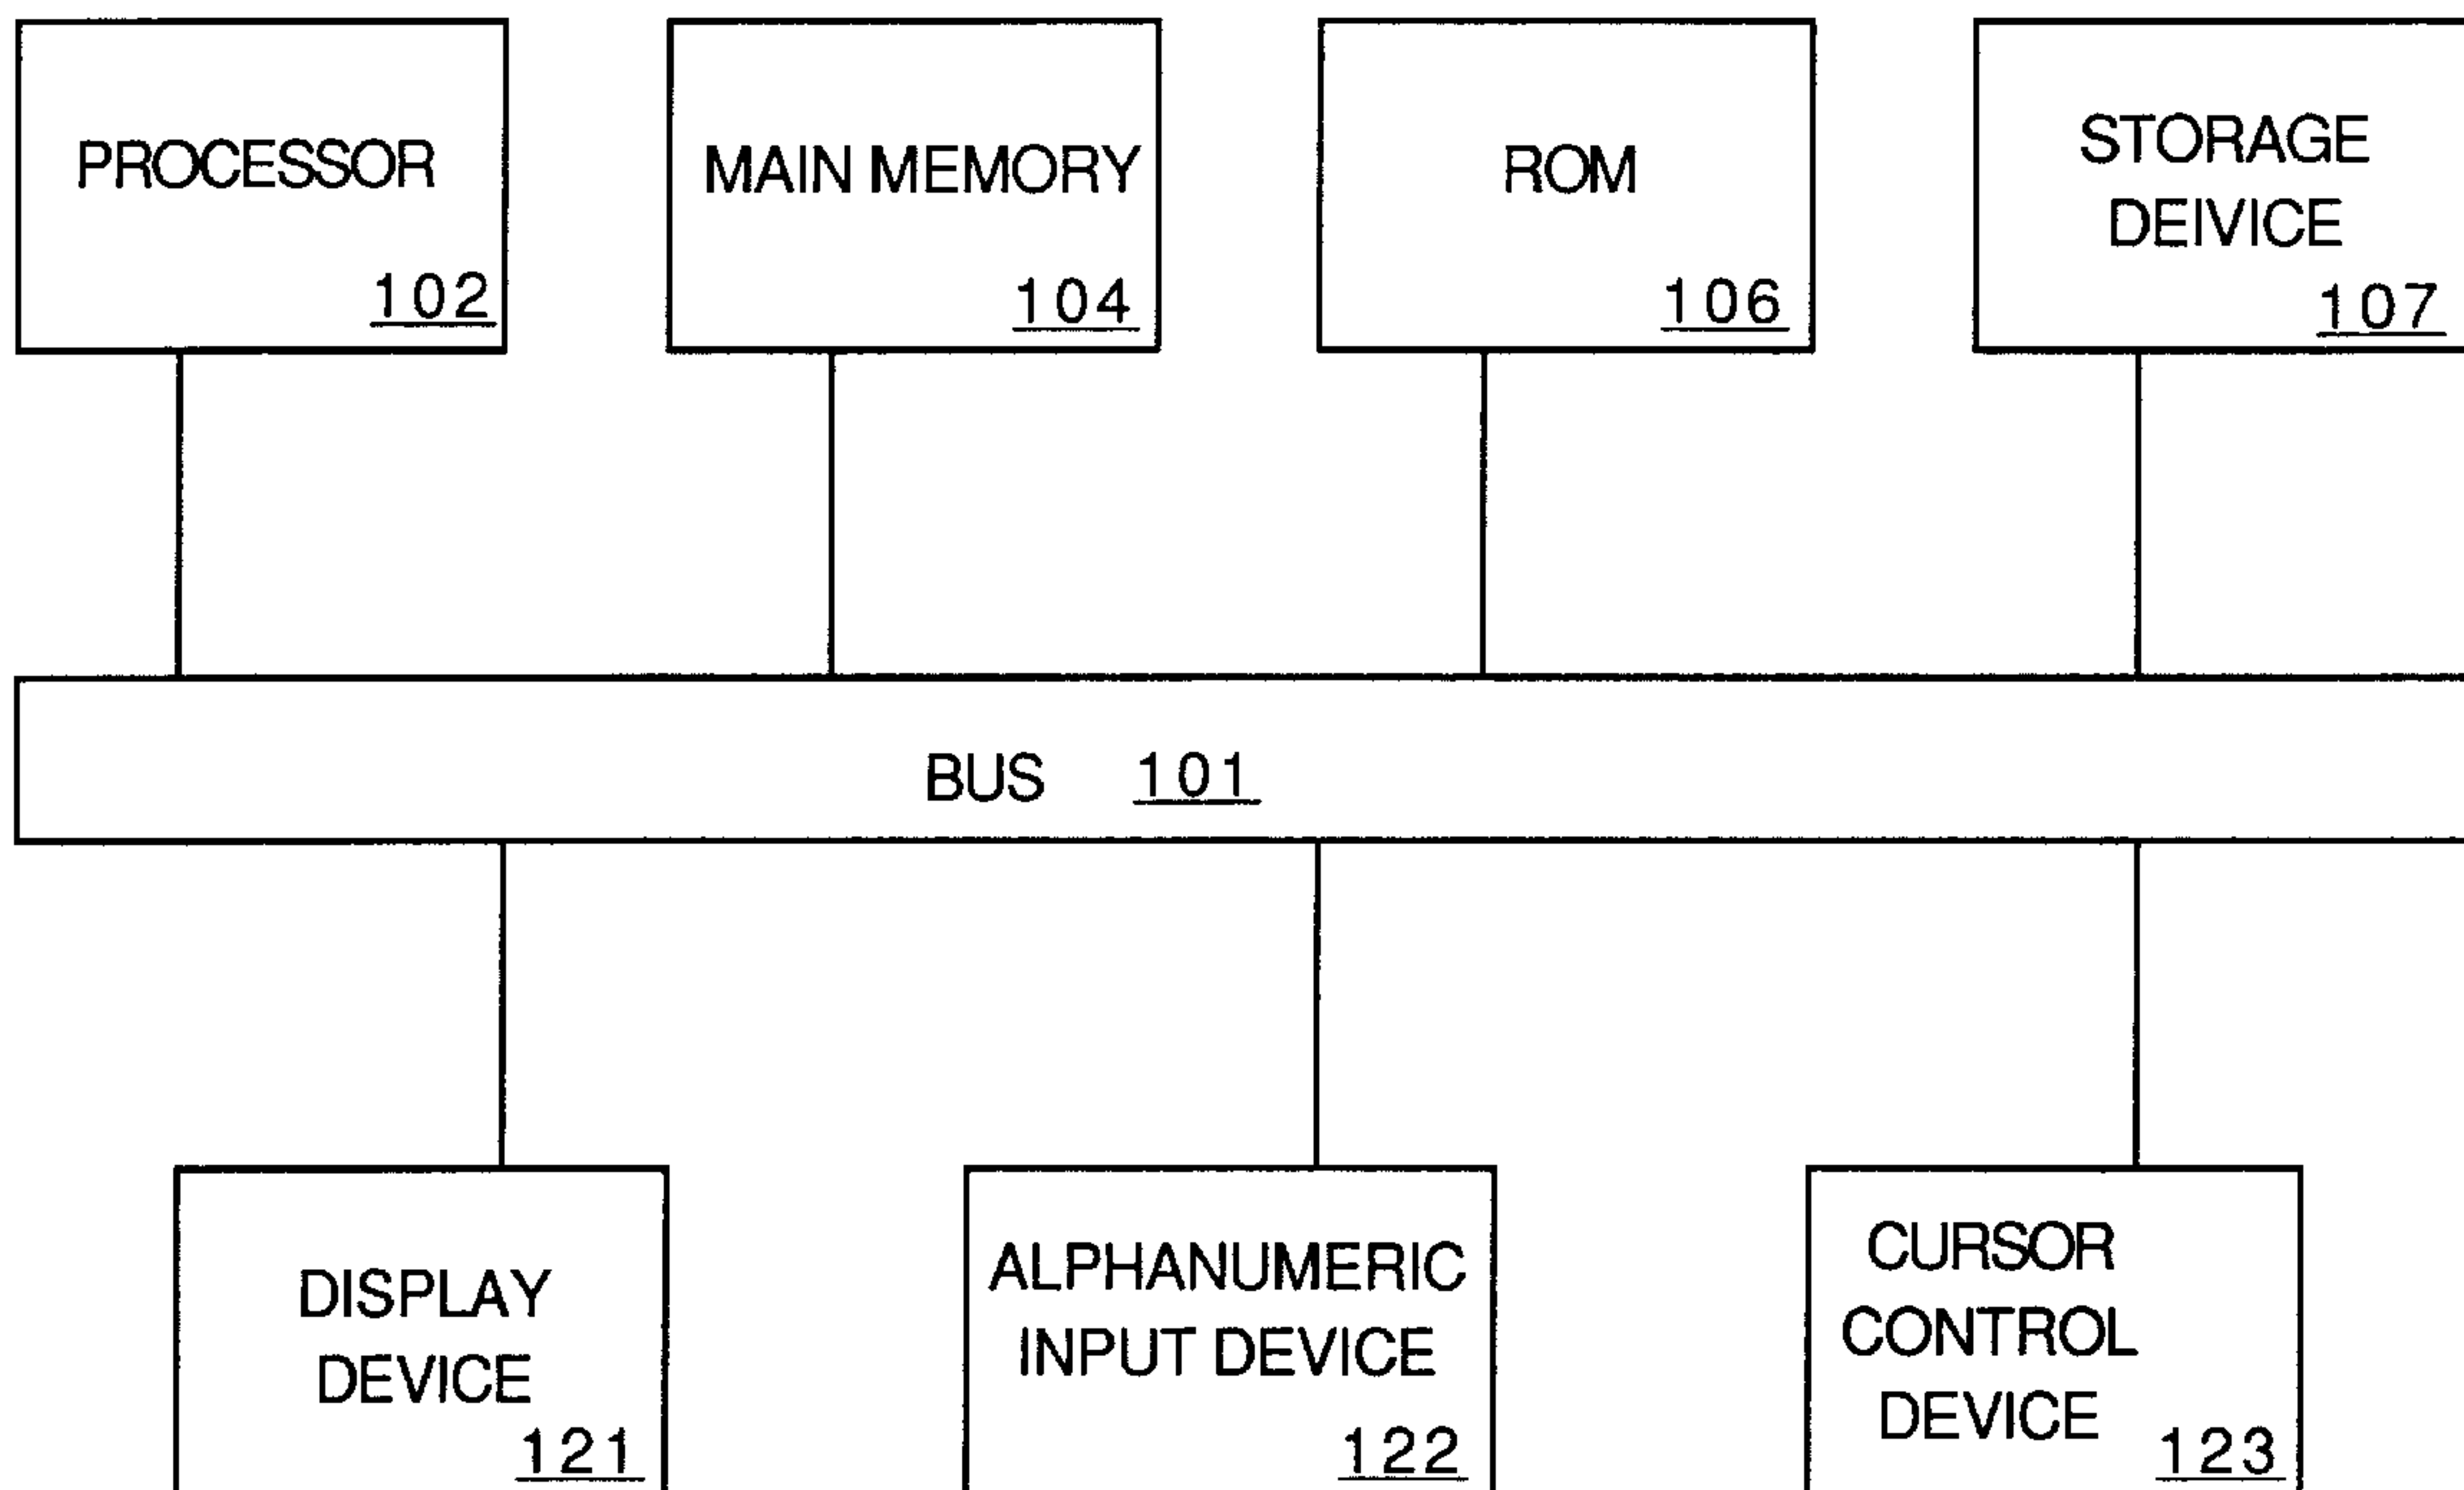 PROCESSOR
102
MAIN MEMORY
104
ROM
106
STORAGE
DEIVICE
107
BUS 101
DISPLAY
DEVICE
121
ALPHANUMERIC
INPUT DEVICE
122
CURSOR
CONTROL
DEVICE
123